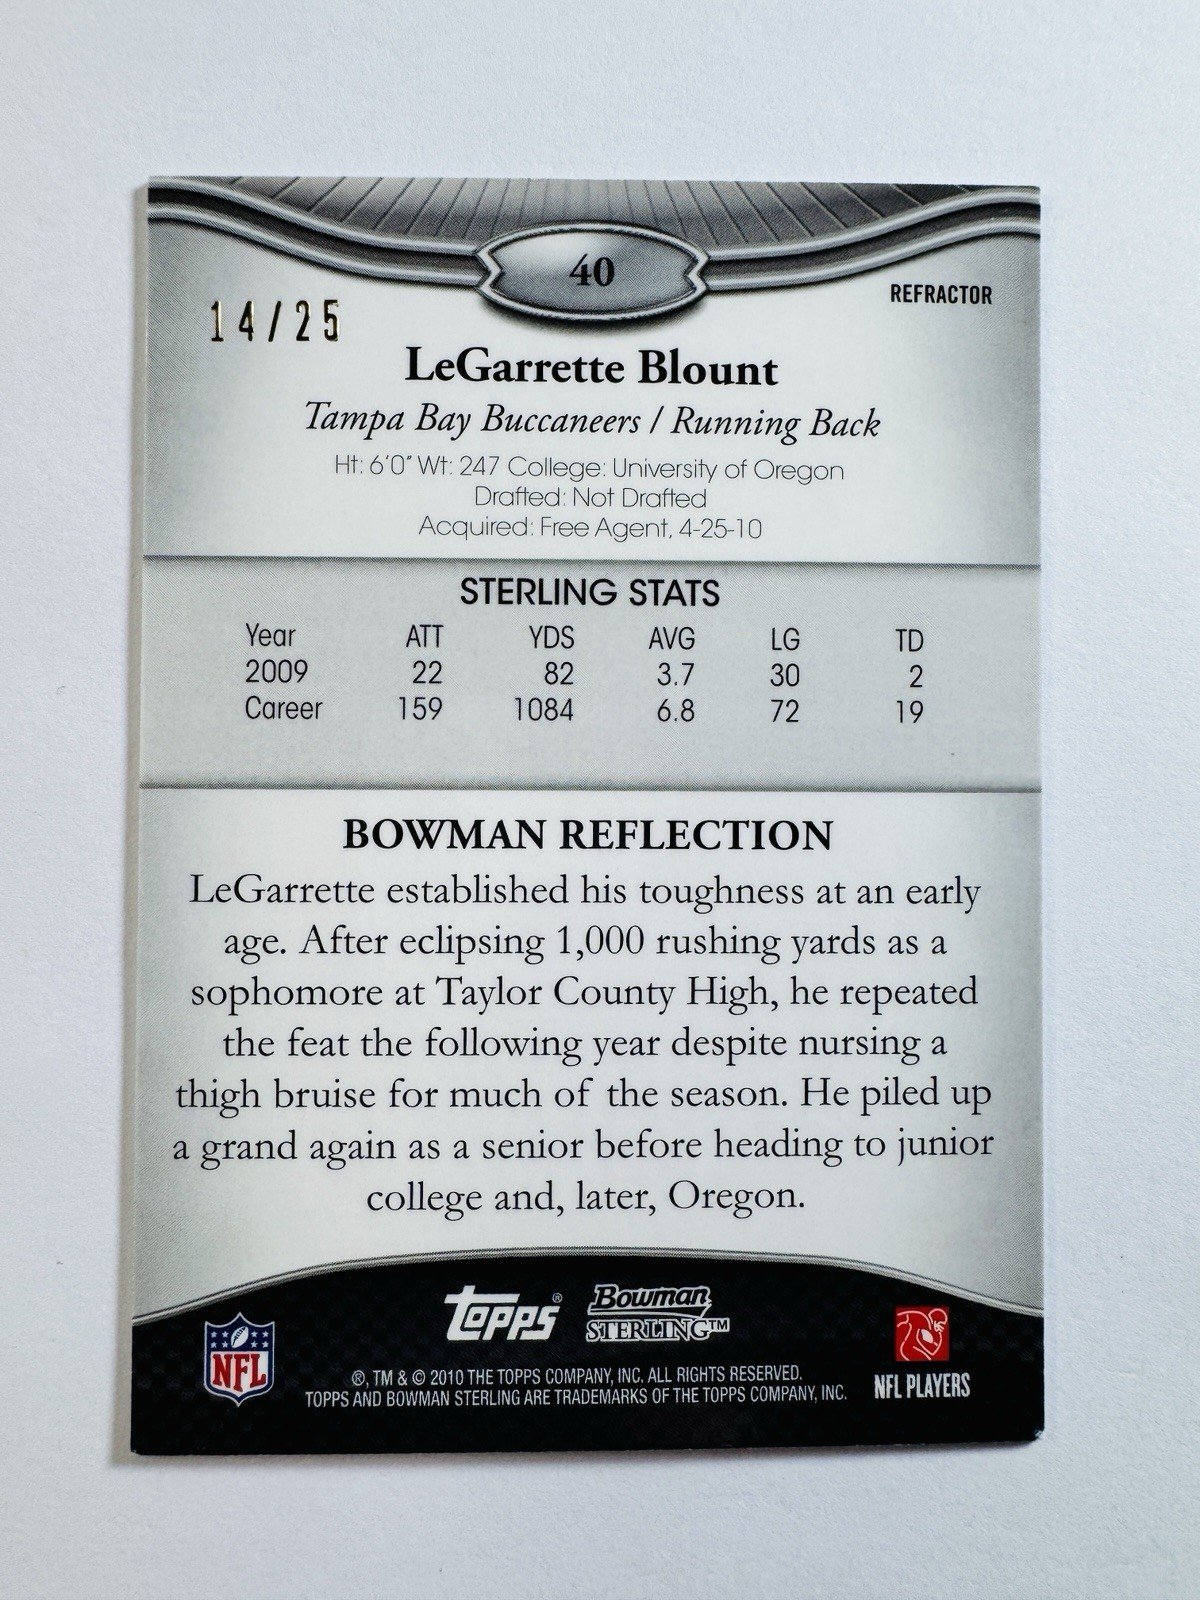 40
REFRACTOR
14/25
LeGarrette Blount
Tampa Bay Buccaneers / Running Back
Ht: 6'0" Wt: 247 College: University of Oregon
Drafted: Not Drafted
Acquired: Free Agent, 4-25-10
STERLING STATS
Year ATT YDS AVG LG TD
2009 22 82 3.7 30 2
Career 159 1084 6.8 72 19
BOWMAN REFLECTION
LeGarrette established his toughness at an early
age. After eclipsing 1,000 rushing yards as a
sophomore at Taylor County High, he repeated
the feat the following year despite nursing a
thigh bruise for much of the season. He piled up
a grand again as a senior before heading to junior
college and, later, Oregon.
NFL
Topps®
Bowman
STERLING™
®, TM & © 2010 THE TOPPS COMPANY, INC. ALL RIGHTS RESERVED.
TOPPS AND BOWMAN STERLING ARE TRADEMARKS OF THE TOPPS COMPANY, INC.
NFL PLAYERS